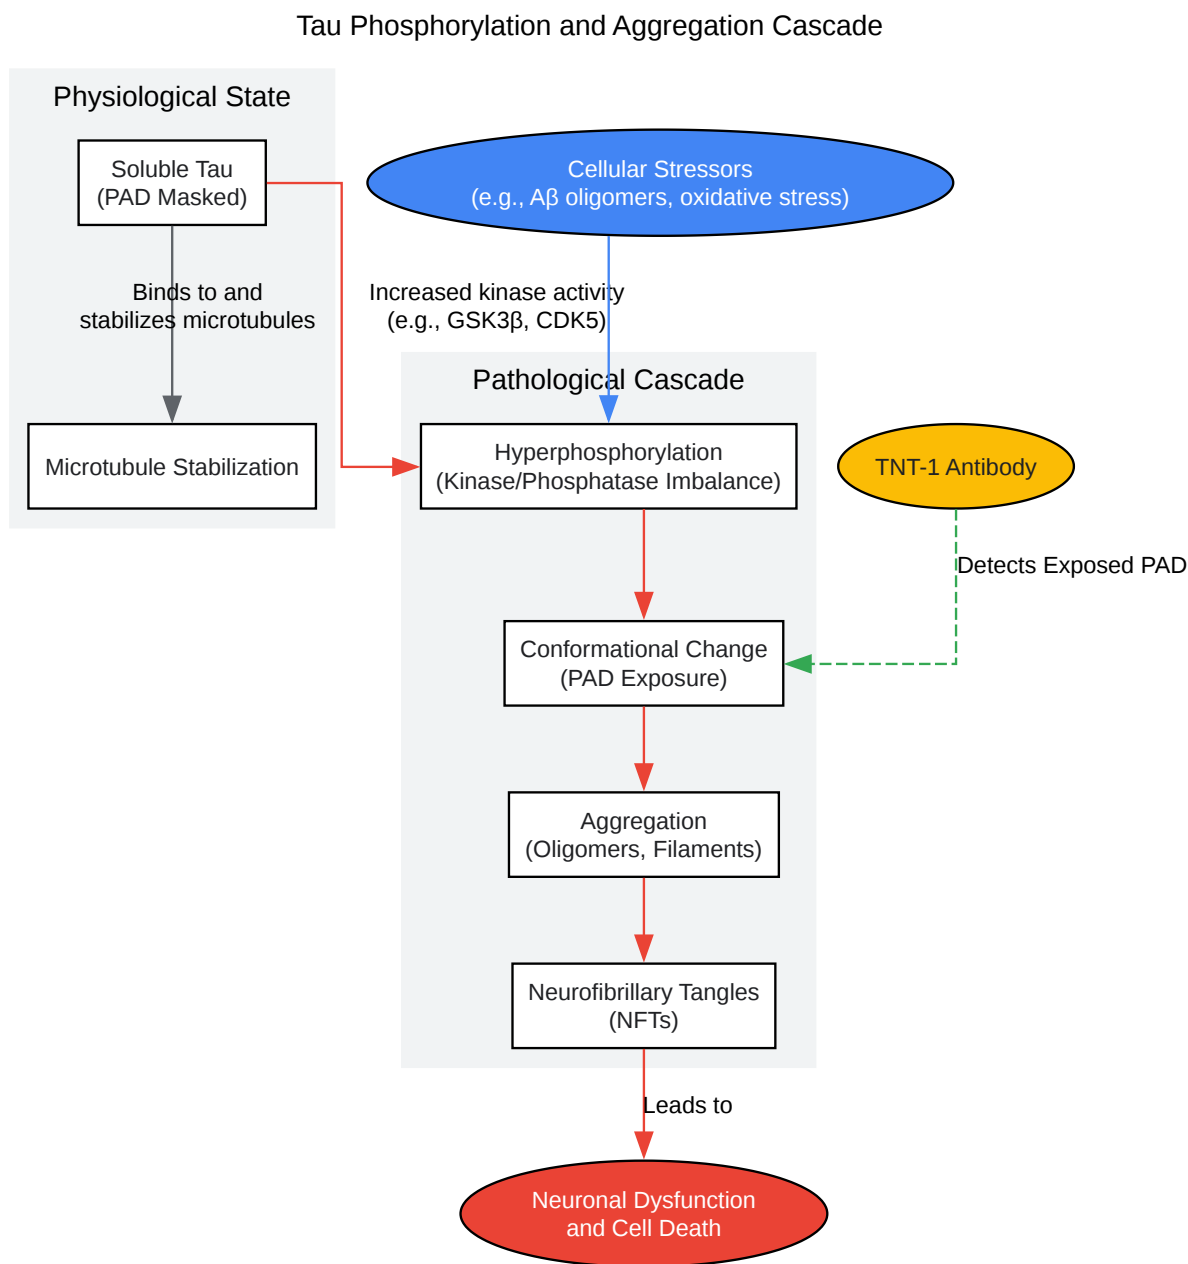 Tau Phosphorylation and Aggregation Cascade
Physiological State
Soluble Tau
(PAD Masked)
Cellular Stressors
(e.g., Aβ oligomers, oxidative stress)
Binds to and
stabilizes microtubules
Increased kinase activity
(e.g., GSK3β, CDK5)
Pathological Cascade
Microtubule Stabilization
Hyperphosphorylation
(Kinase/Phosphatase Imbalance)
TNT-1 Antibody
Detects Exposed PAD
Conformational Change
(PAD Exposure)
Aggregation
(Oligomers, Filaments)
Neurofibrillary Tangles
(NFTs)
Leads to
Neuronal Dysfunction
and Cell Death